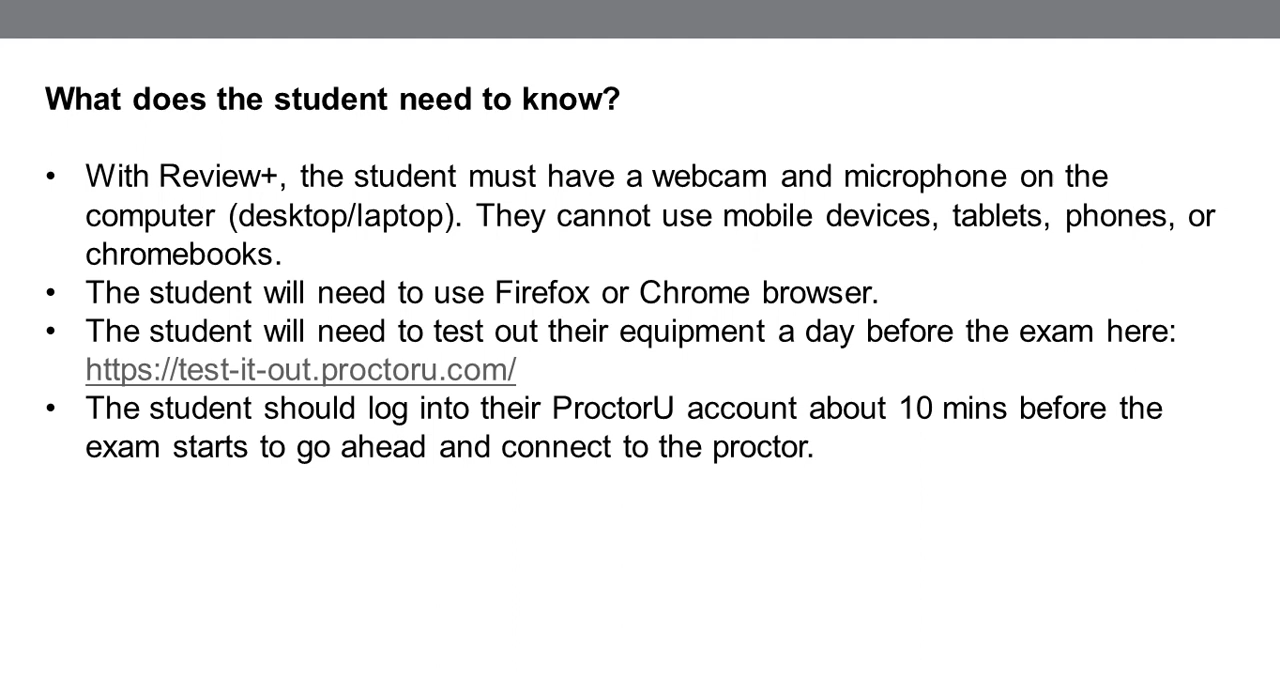 What does the student need to know?
• With Review+, the student must have a webcam and microphone on the
computer (desktop/laptop). They cannot use mobile devices, tablets, phones, or
chromebooks.
• The student will need to use Firefox or Chrome browser.
• The student will need to test out their equipment a day before the exam here:
https://test-it-out.proctoru.com/
• The student should log into their ProctorU account about 10 mins before the
exam starts to go ahead and connect to the proctor.